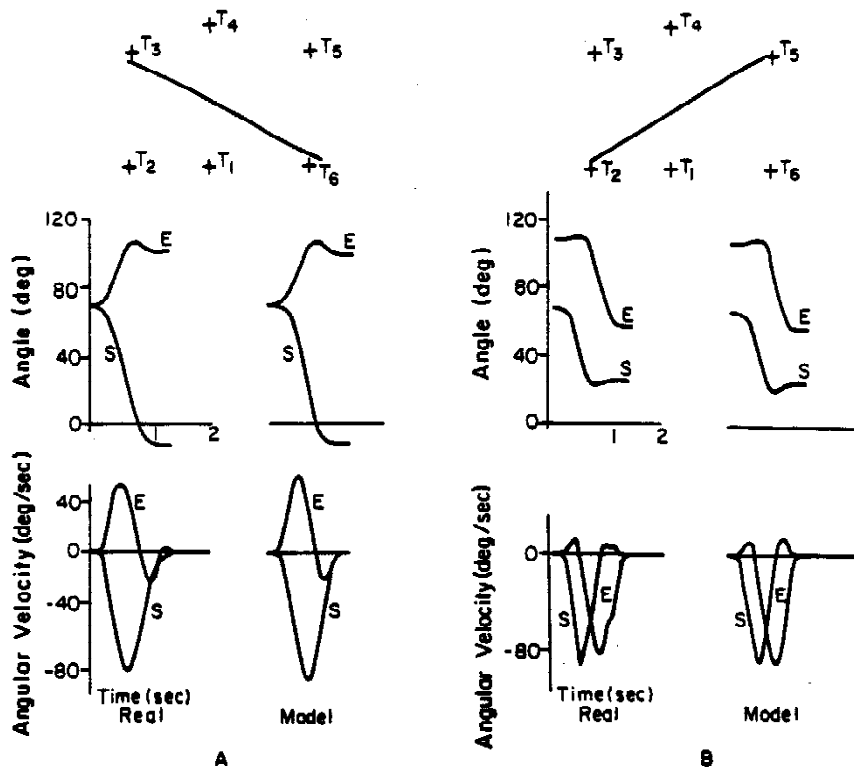 T4
T3
T5
T2
T1
T6
Angle (deg)
120
80
40
0
E
S
1
2
E
Angular Velocity (deg/sec)
40
0
-40
-80
E
S
E
Time (sec)
Real
Model
A
T4
T3
T5
T2
T1
T6
Angle (deg)
120
80
40
0
E
S
1
2
E
S
Angular Velocity (deg/sec)
0
-80
S
E
S
E
Time (sec)
Real
Model
B